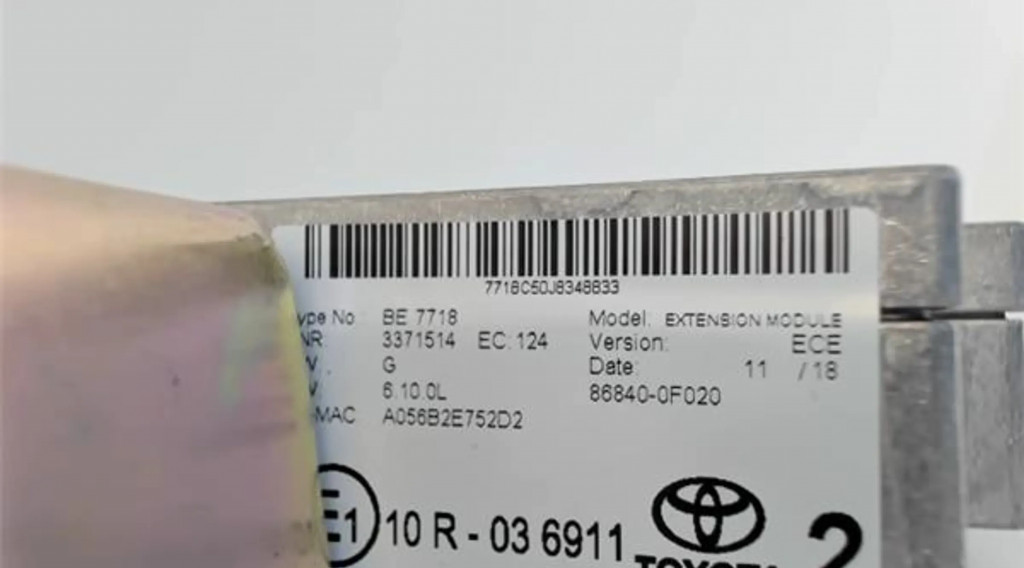 7718C50J8348833
ype No BE 7718 Model: EXTENSION MODULE
NR: 3371514 EC:124 Version: ECE
G Date: 11 /18
6.10.0L 86840-0F020
-MAC A056B2E752D2
E1 10 R - 03 6911
TOYOTA 2